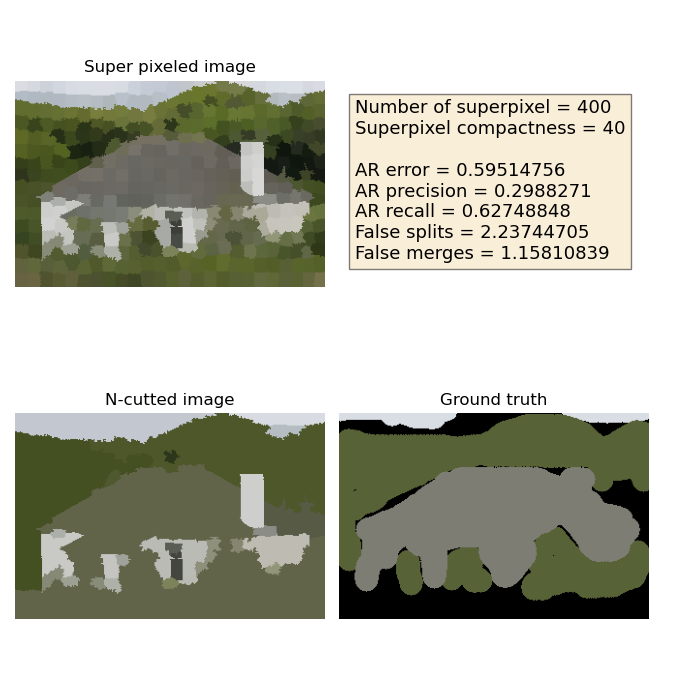 Super pixeled image
Number of superpixel = 400
Superpixel compactness = 40
AR error = 0.59514756
AR precision = 0.2988271
AR recall = 0.62748848
False splits = 2.23744705
False merges = 1.15810839
N-cutted image
Ground truth